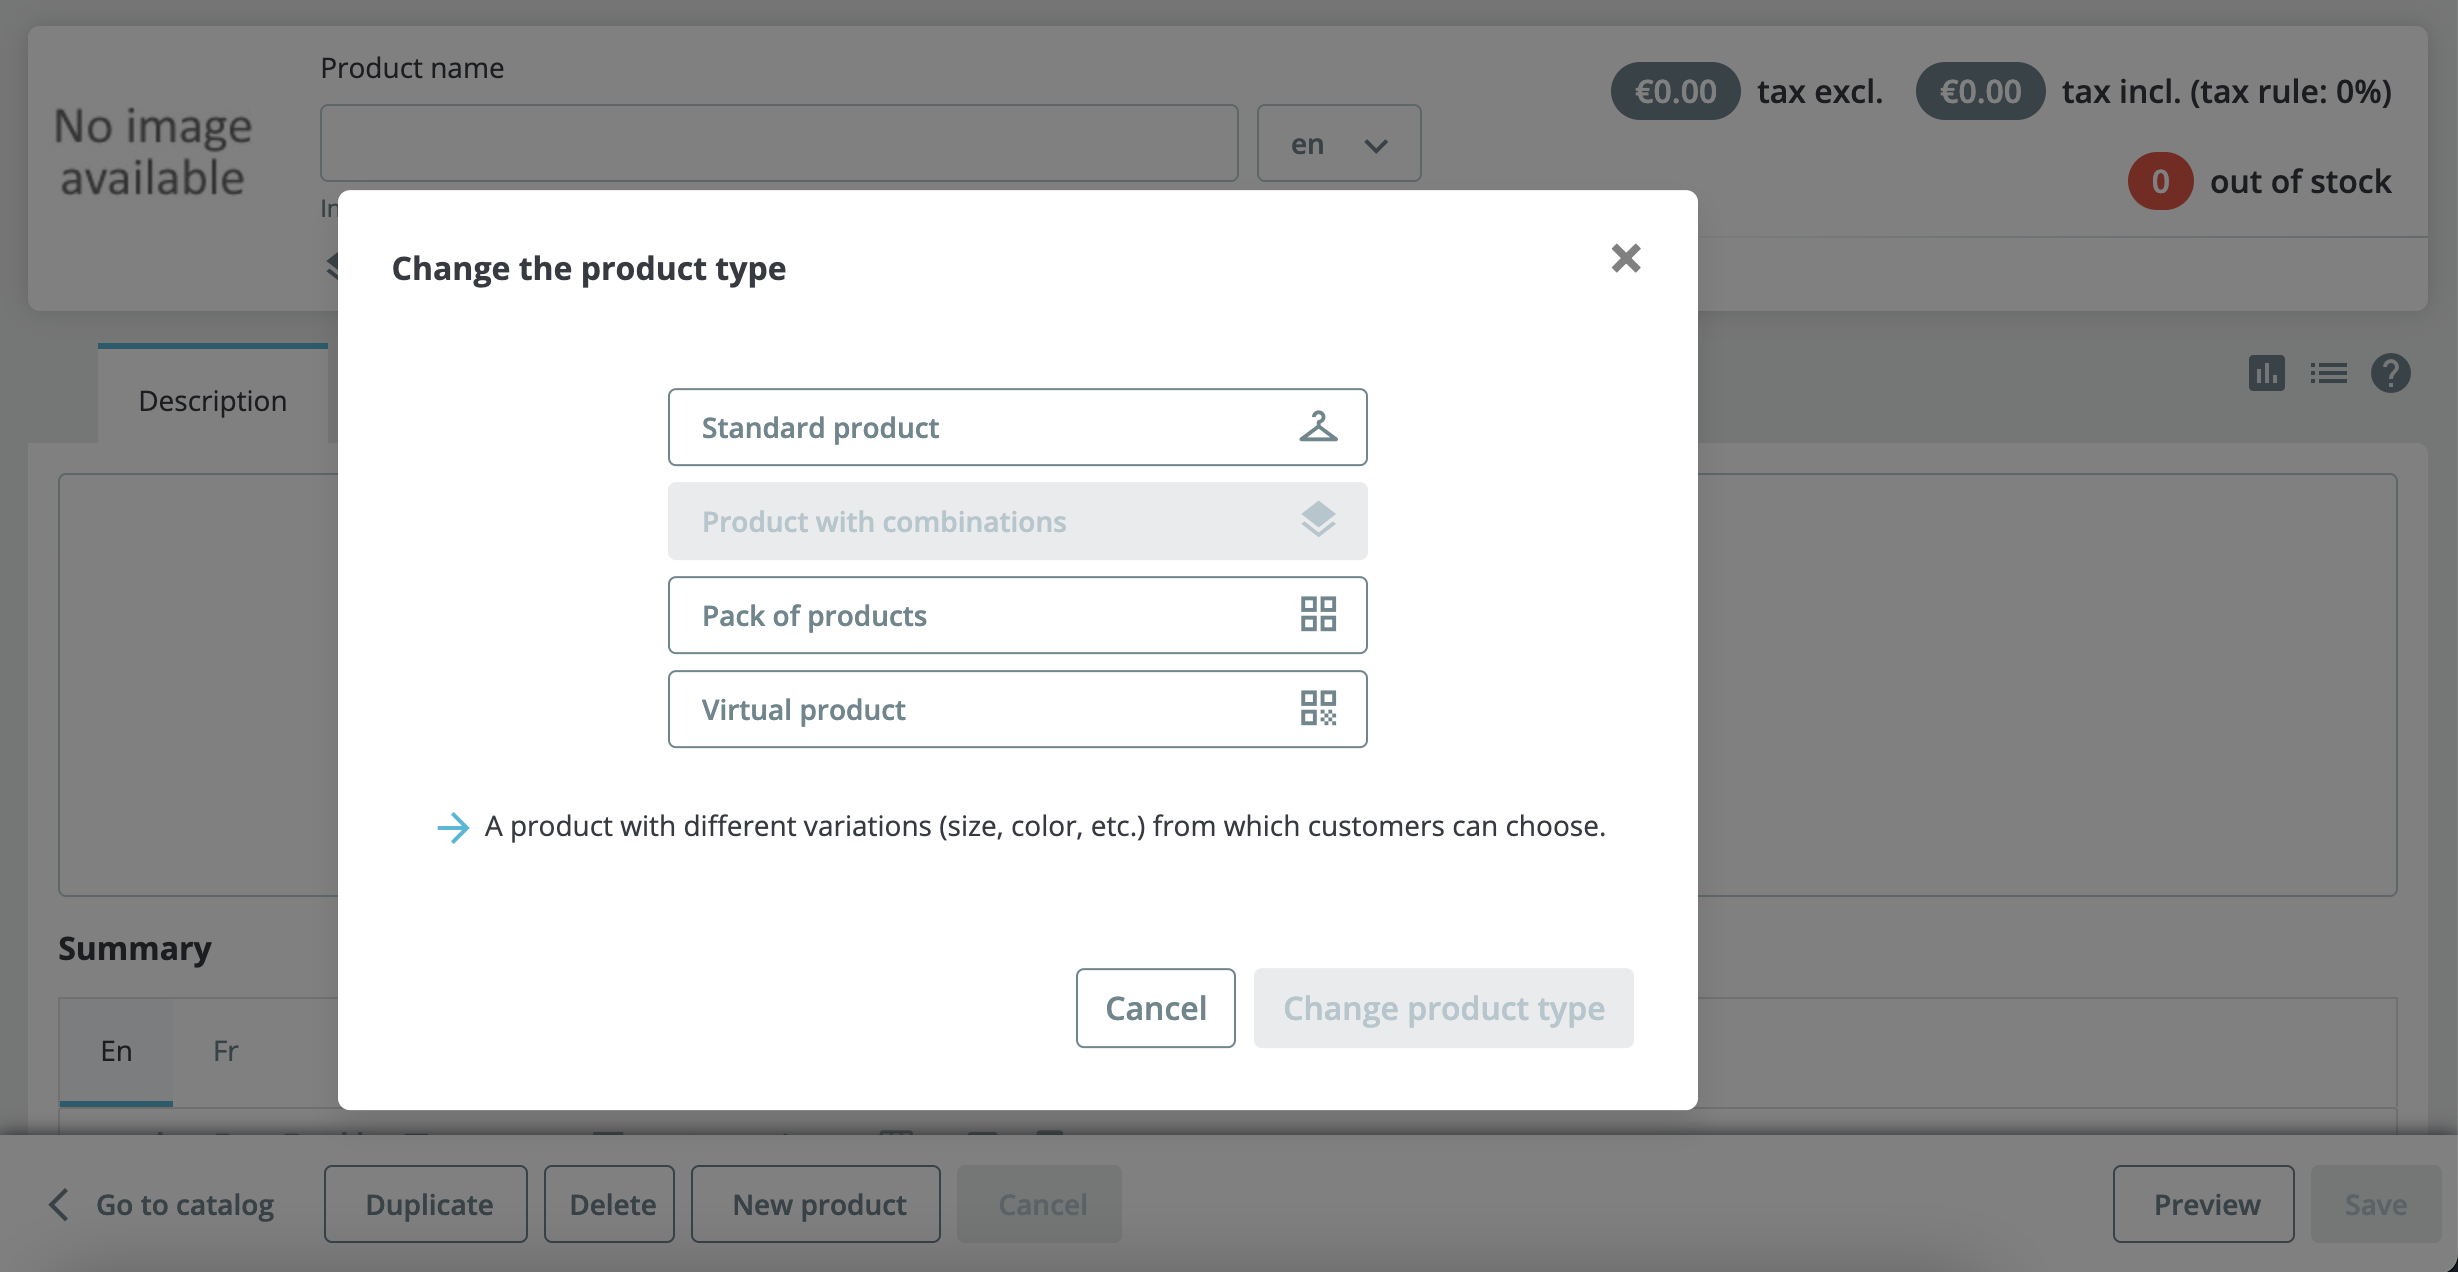 Product name
No image
available
en
€0.00 tax excl. €0.00 tax incl. (tax rule: 0%)
0 out of stock
Change the product type
Description
Standard product
Product with combinations
Pack of products
Virtual product
A product with different variations (size, color, etc.) from which customers can choose.
Summary
Cancel Change product type
En Fr
Go to catalog Duplicate Delete New product Cancel Preview Save